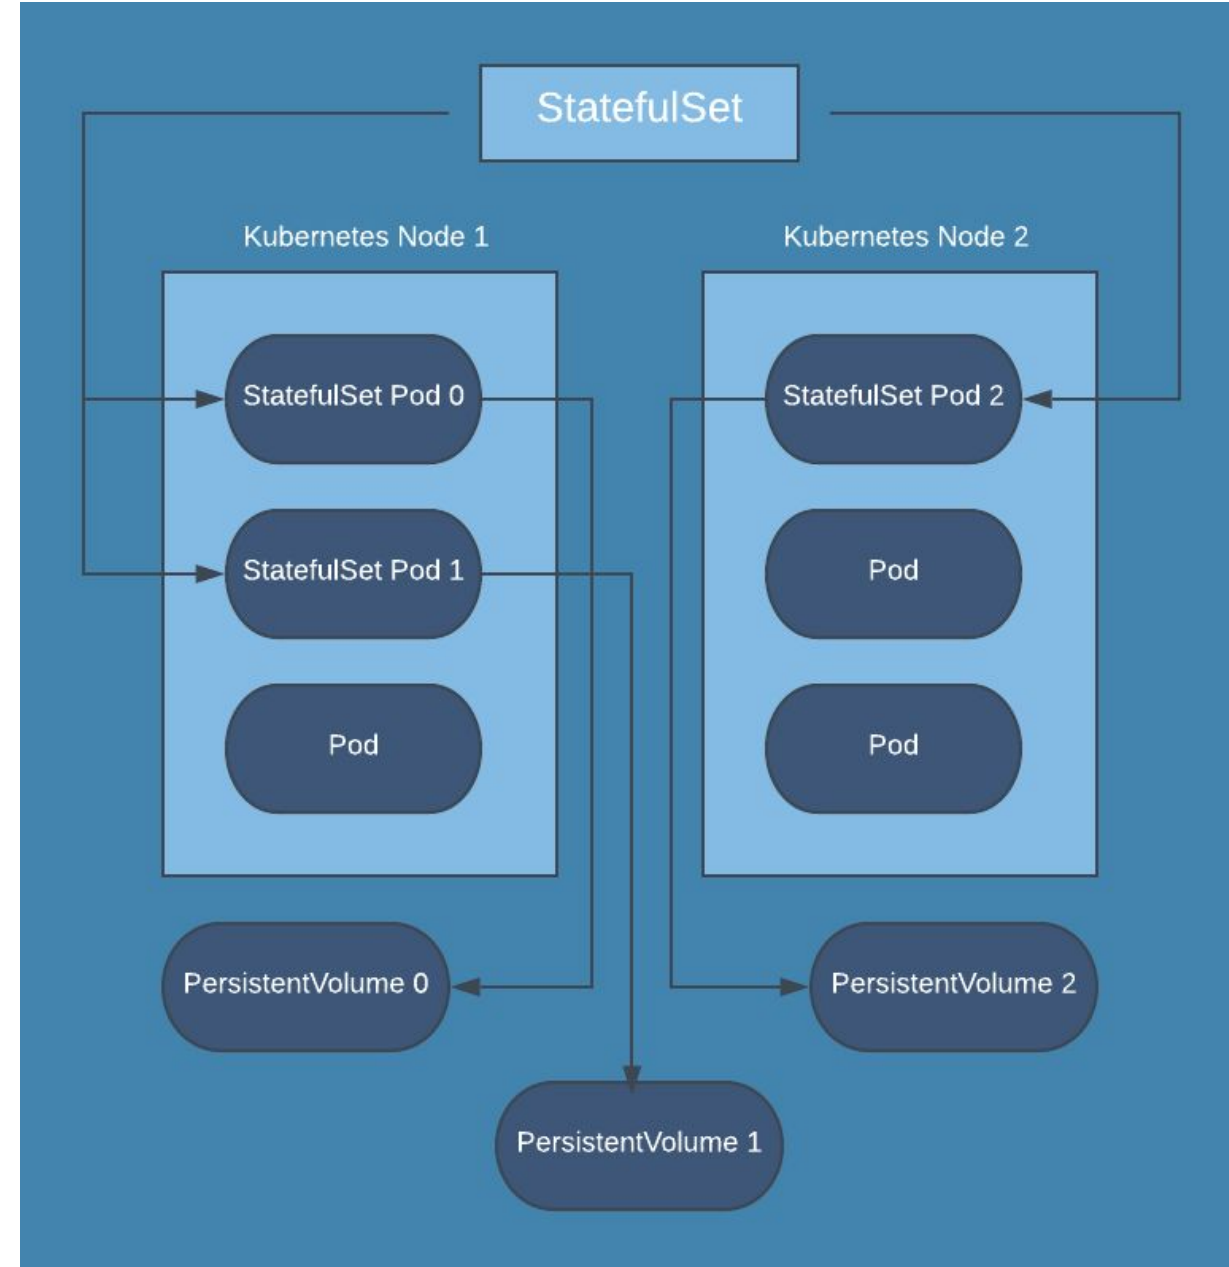 StatefulSet
Kubernetes Node 1
Kubernetes Node 2
StatefulSet Pod 0
StatefulSet Pod 2
StatefulSet Pod 1
Pod
Pod
Pod
PersistentVolume 0
PersistentVolume 2
PersistentVolume 1